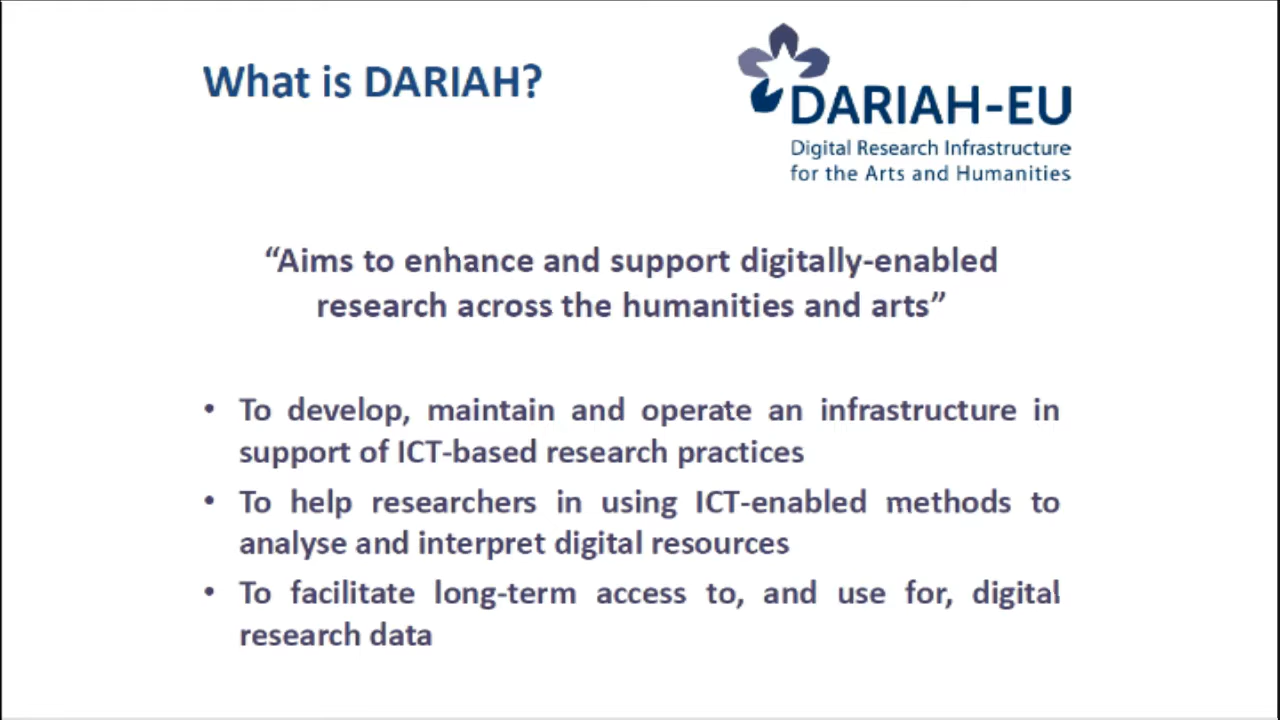 What is DARIAH?
DARIAH-EU
Digital Research Infrastructure
for the Arts and Humanities
“Aims to enhance and support digitally-enabled
research across the humanities and arts”
• To develop, maintain and operate an infrastructure in
support of ICT-based research practices
• To help researchers in using ICT-enabled methods to
analyse and interpret digital resources
• To facilitate long-term access to, and use for, digital
research data